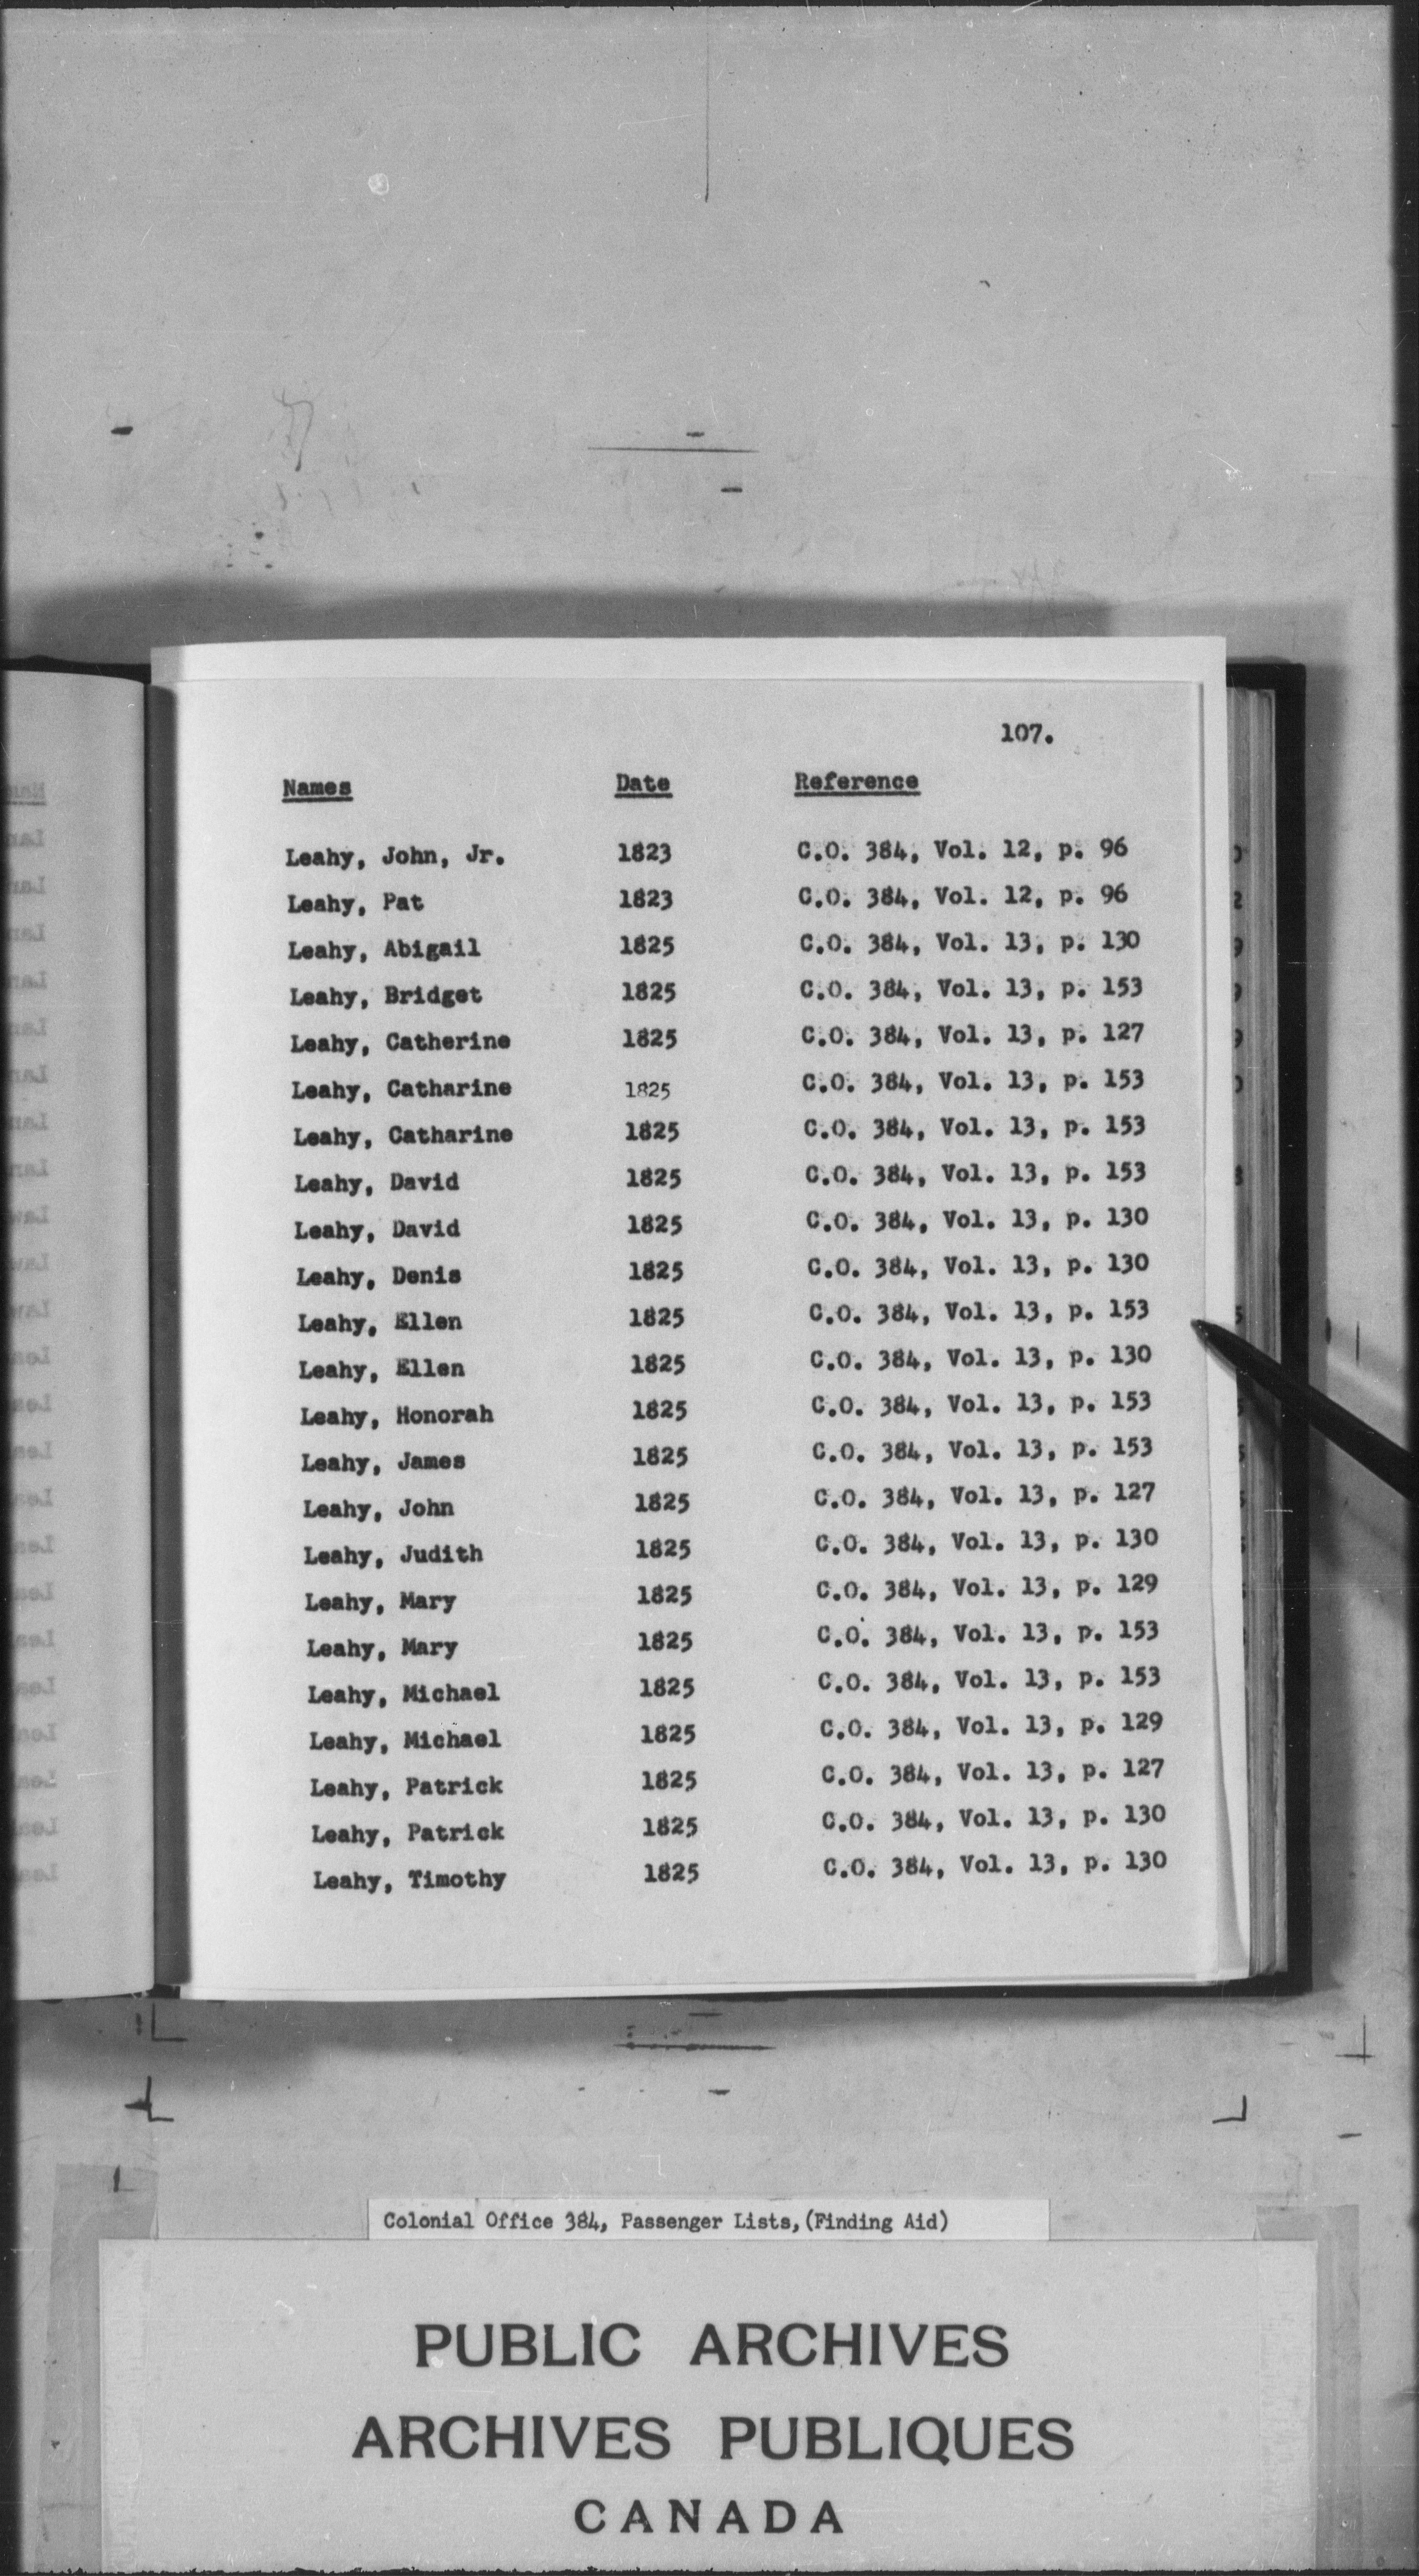 107.
Names Date Reference
Leahy, John, Jr. 1823 C.O. 384, Vol. 12, p. 96
Leahy, Pat 1823 C.O. 384, Vol. 12, p. 96
Leahy, Abigail 1825 C.O. 384, Vol. 13, p. 130
Leahy, Bridget 1825 C.O. 384, Vol. 13, p. 153
Leahy, Catherine 1825 C.O. 384, Vol. 13, p. 127
Leahy, Catharine 1825 C.O. 384, Vol. 13, p. 153
Leahy, Catharine 1825 C.O. 384, Vol. 13, p. 153
Leahy, David 1825 C.O. 384, Vol. 13, p. 153
Leahy, David 1825 C.O. 384, Vol. 13, p. 130
Leahy, Denis 1825 C.O. 384, Vol. 13, p. 130
Leahy, Ellen 1825 C.O. 384, Vol. 13, p. 153
Leahy, Ellen 1825 C.O. 384, Vol. 13, p. 130
Leahy, Honorah 1825 C.O. 384, Vol. 13, p. 153
Leahy, James 1825 C.O. 384, Vol. 13, p. 153
Leahy, John 1825 C.O. 384, Vol. 13, p. 127
Leahy, Judith 1825 C.O. 384, Vol. 13, p. 130
Leahy, Mary 1825 C.O. 384, Vol. 13, p. 129
Leahy, Mary 1825 C.O. 384, Vol. 13, p. 153
Leahy, Michael 1825 C.O. 384, Vol. 13, p. 153
Leahy, Michael 1825 C.O. 384, Vol. 13, p. 129
Leahy, Patrick 1825 C.O. 384, Vol. 13, p. 127
Leahy, Patrick 1825 C.O. 384, Vol. 13, p. 130
Leahy, Timothy 1825 C.O. 384, Vol. 13, p. 130
Colonial Office 384, Passenger Lists, (Finding Aid)
PUBLIC ARCHIVES
ARCHIVES PUBLIQUES
CANADA